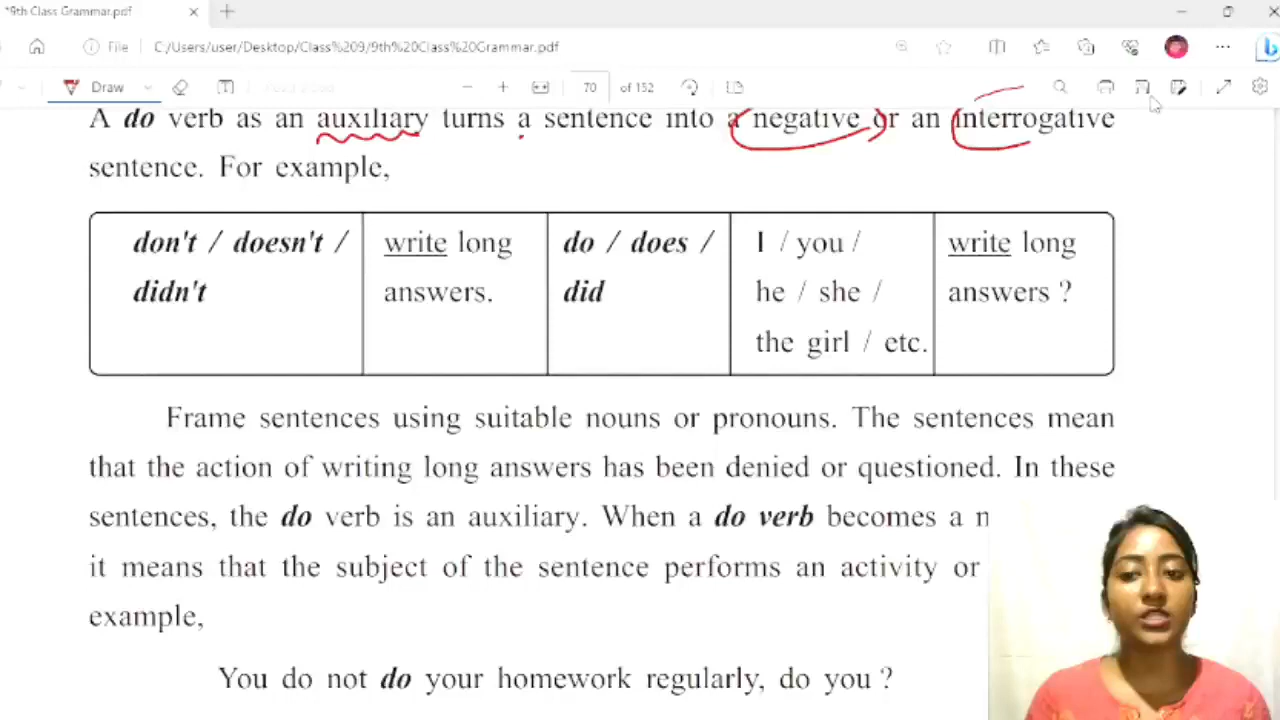 *9th Class Grammar.pdf
File C:/Users/user/Desktop/Class%209/9th%20Class%20Grammar.pdf
Draw 70 of 152
A do verb as an auxiliary turns a sentence into a negative or an interrogative
sentence. For example,
don't / doesn't / write long do / does / I / you / write long
didn't answers. did he / she / answers ?
the girl / etc.
Frame sentences using suitable nouns or pronouns. The sentences mean
that the action of writing long answers has been denied or questioned. In these
sentences, the do verb is an auxiliary. When a do verb becomes a
it means that the subject of the sentence performs an activity or
example,
You do not do your homework regularly, do you ?